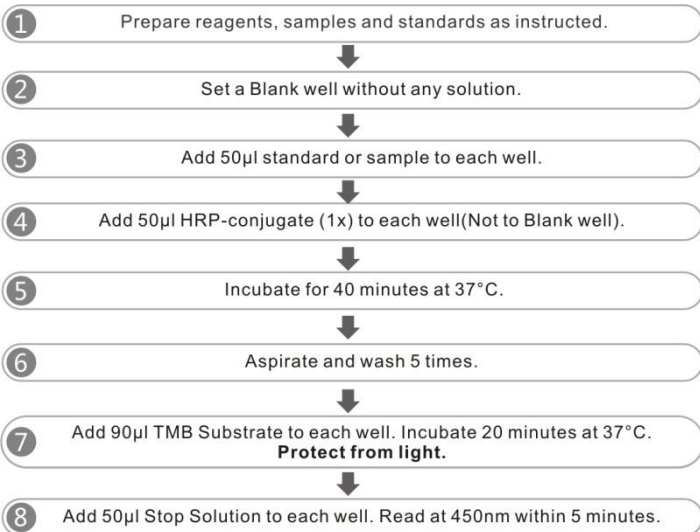 1 Prepare reagents, samples and standards as instructed.
2 Set a Blank well without any solution.
3 Add 50µl standard or sample to each well.
4 Add 50µl HRP-conjugate (1x) to each well(Not to Blank well).
5 Incubate for 40 minutes at 37°C.
6 Aspirate and wash 5 times.
7 Add 90µl TMB Substrate to each well. Incubate 20 minutes at 37°C.
Protect from light.
8 Add 50µl Stop Solution to each well. Read at 450nm within 5 minutes.